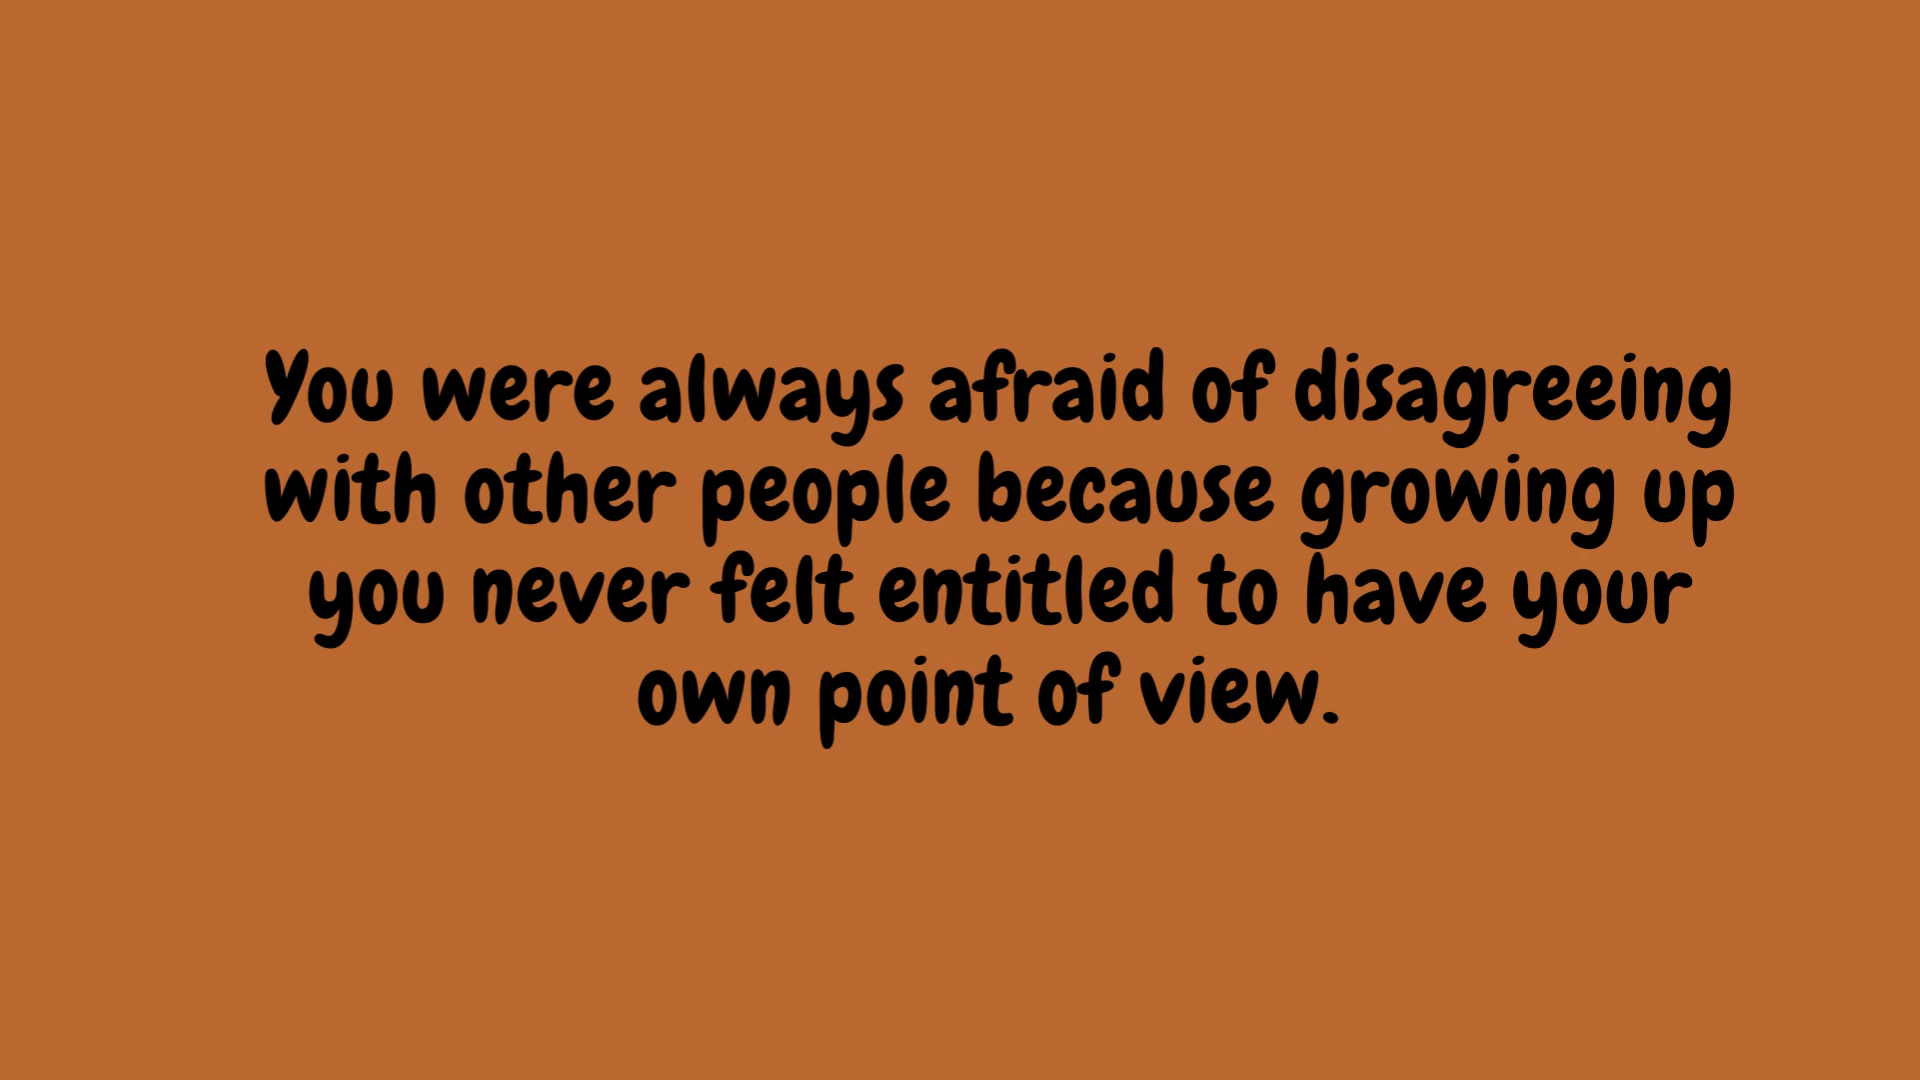 You were always afraid of disagreeing
with other people because growing up
you never felt entitled to have your
own point of view.